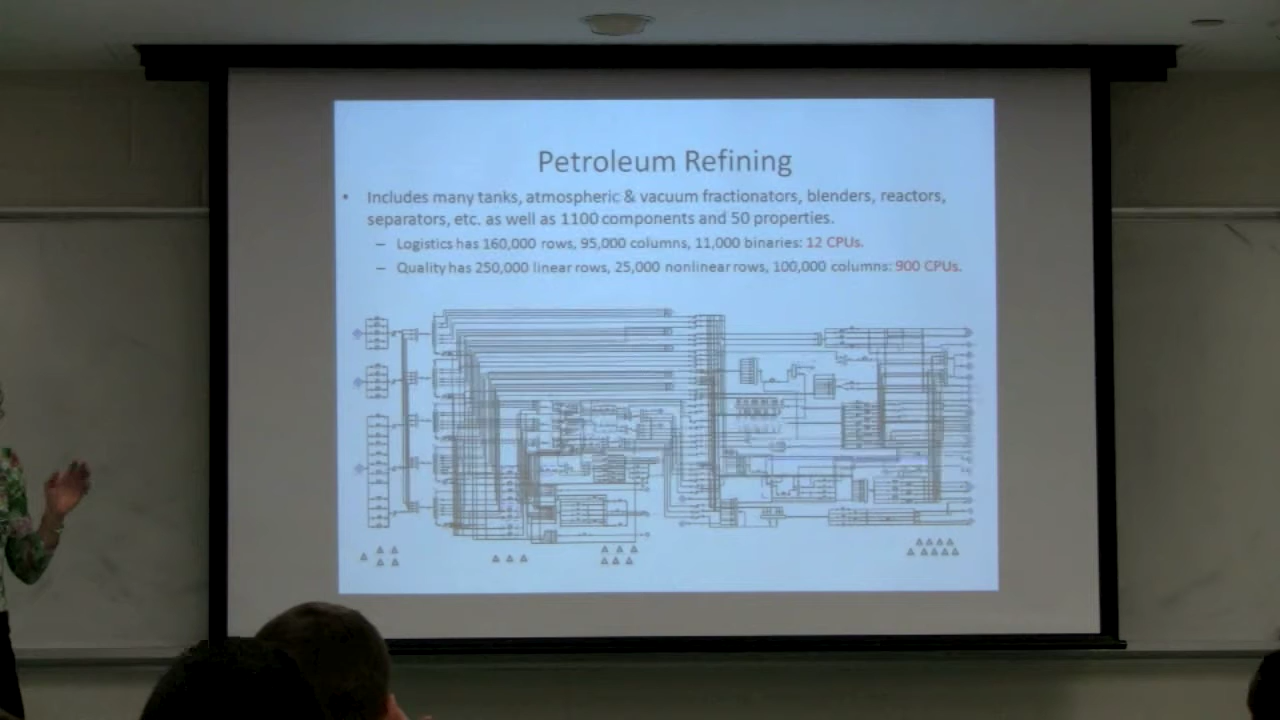 Petroleum Refining
• Includes many tanks, atmospheric & vacuum fractionators, blenders, reactors,
separators, etc. as well as 1100 components and 50 properties.
– Logistics has 160,000 rows, 95,000 columns, 11,000 binaries: 12 CPUs.
– Quality has 250,000 linear rows, 25,000 nonlinear rows, 100,000 columns: 900 CPUs.